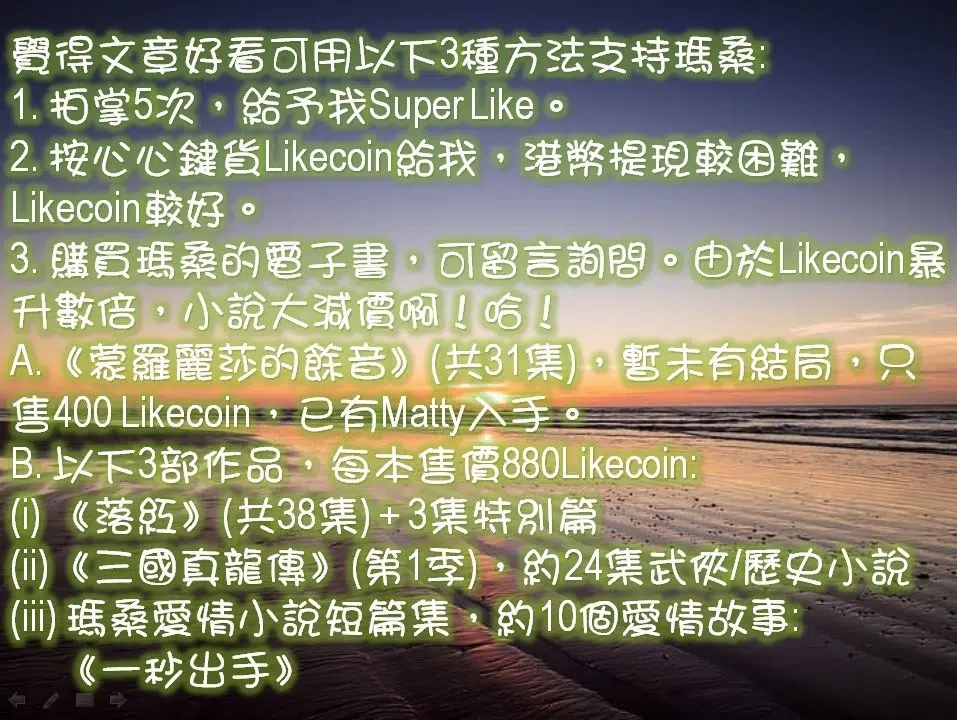 覺得文章好看可用以下3種方法支持瑪桑:
1. 拍掌5次，給予我Super Like。
2. 按心心鍵貨Likecoin給我，港幣提現較困難，
Likecoin較好。
3. 購買瑪桑的電子書，可留言詢問。由於Likecoin暴
升數倍，小說大減價啊！哈！
A.《蒙羅麗莎的餘音》(共31集)，暫未有結局，只
售400 Likecoin，已有Matty入手。
B. 以下3部作品，每本售價880Likecoin:
(i) 《落紅》(共38集) + 3集特別篇
(ii)《三國真龍傳》(第1季)，約24集武俠/歷史小說
(iii) 瑪桑愛情小說短篇集，約10個愛情故事:
《一秒出手》